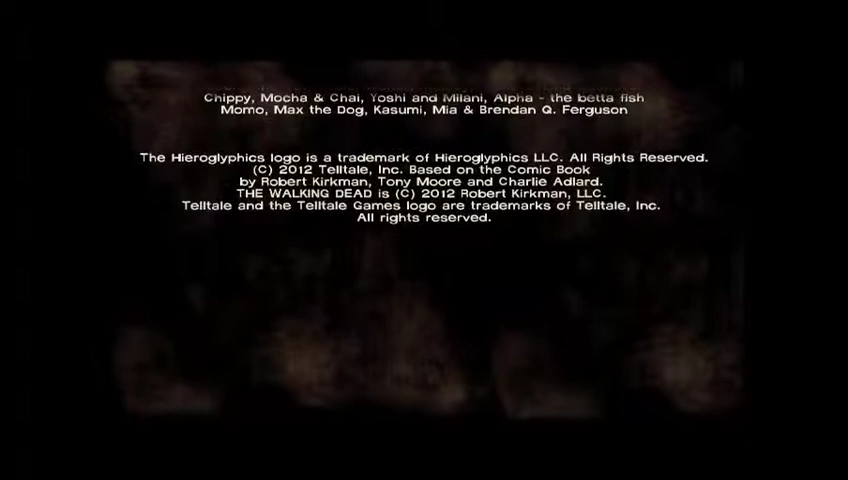 Chippy, Mocha & Chai, Yoshi and Milani, Alpha - the betta fish
Momo, Max the Dog, Kasumi, Mia & Brendan Q. Ferguson
The Hieroglyphics logo is a trademark of Hieroglyphics LLC. All Rights Reserved.
(C) 2012 Telltale, Inc. Based on the Comic Book
by Robert Kirkman, Tony Moore and Charlie Adlard.
THE WALKING DEAD is (C) 2012 Robert Kirkman, LLC.
Telltale and the Telltale Games logo are trademarks of Telltale, Inc.
All rights reserved.